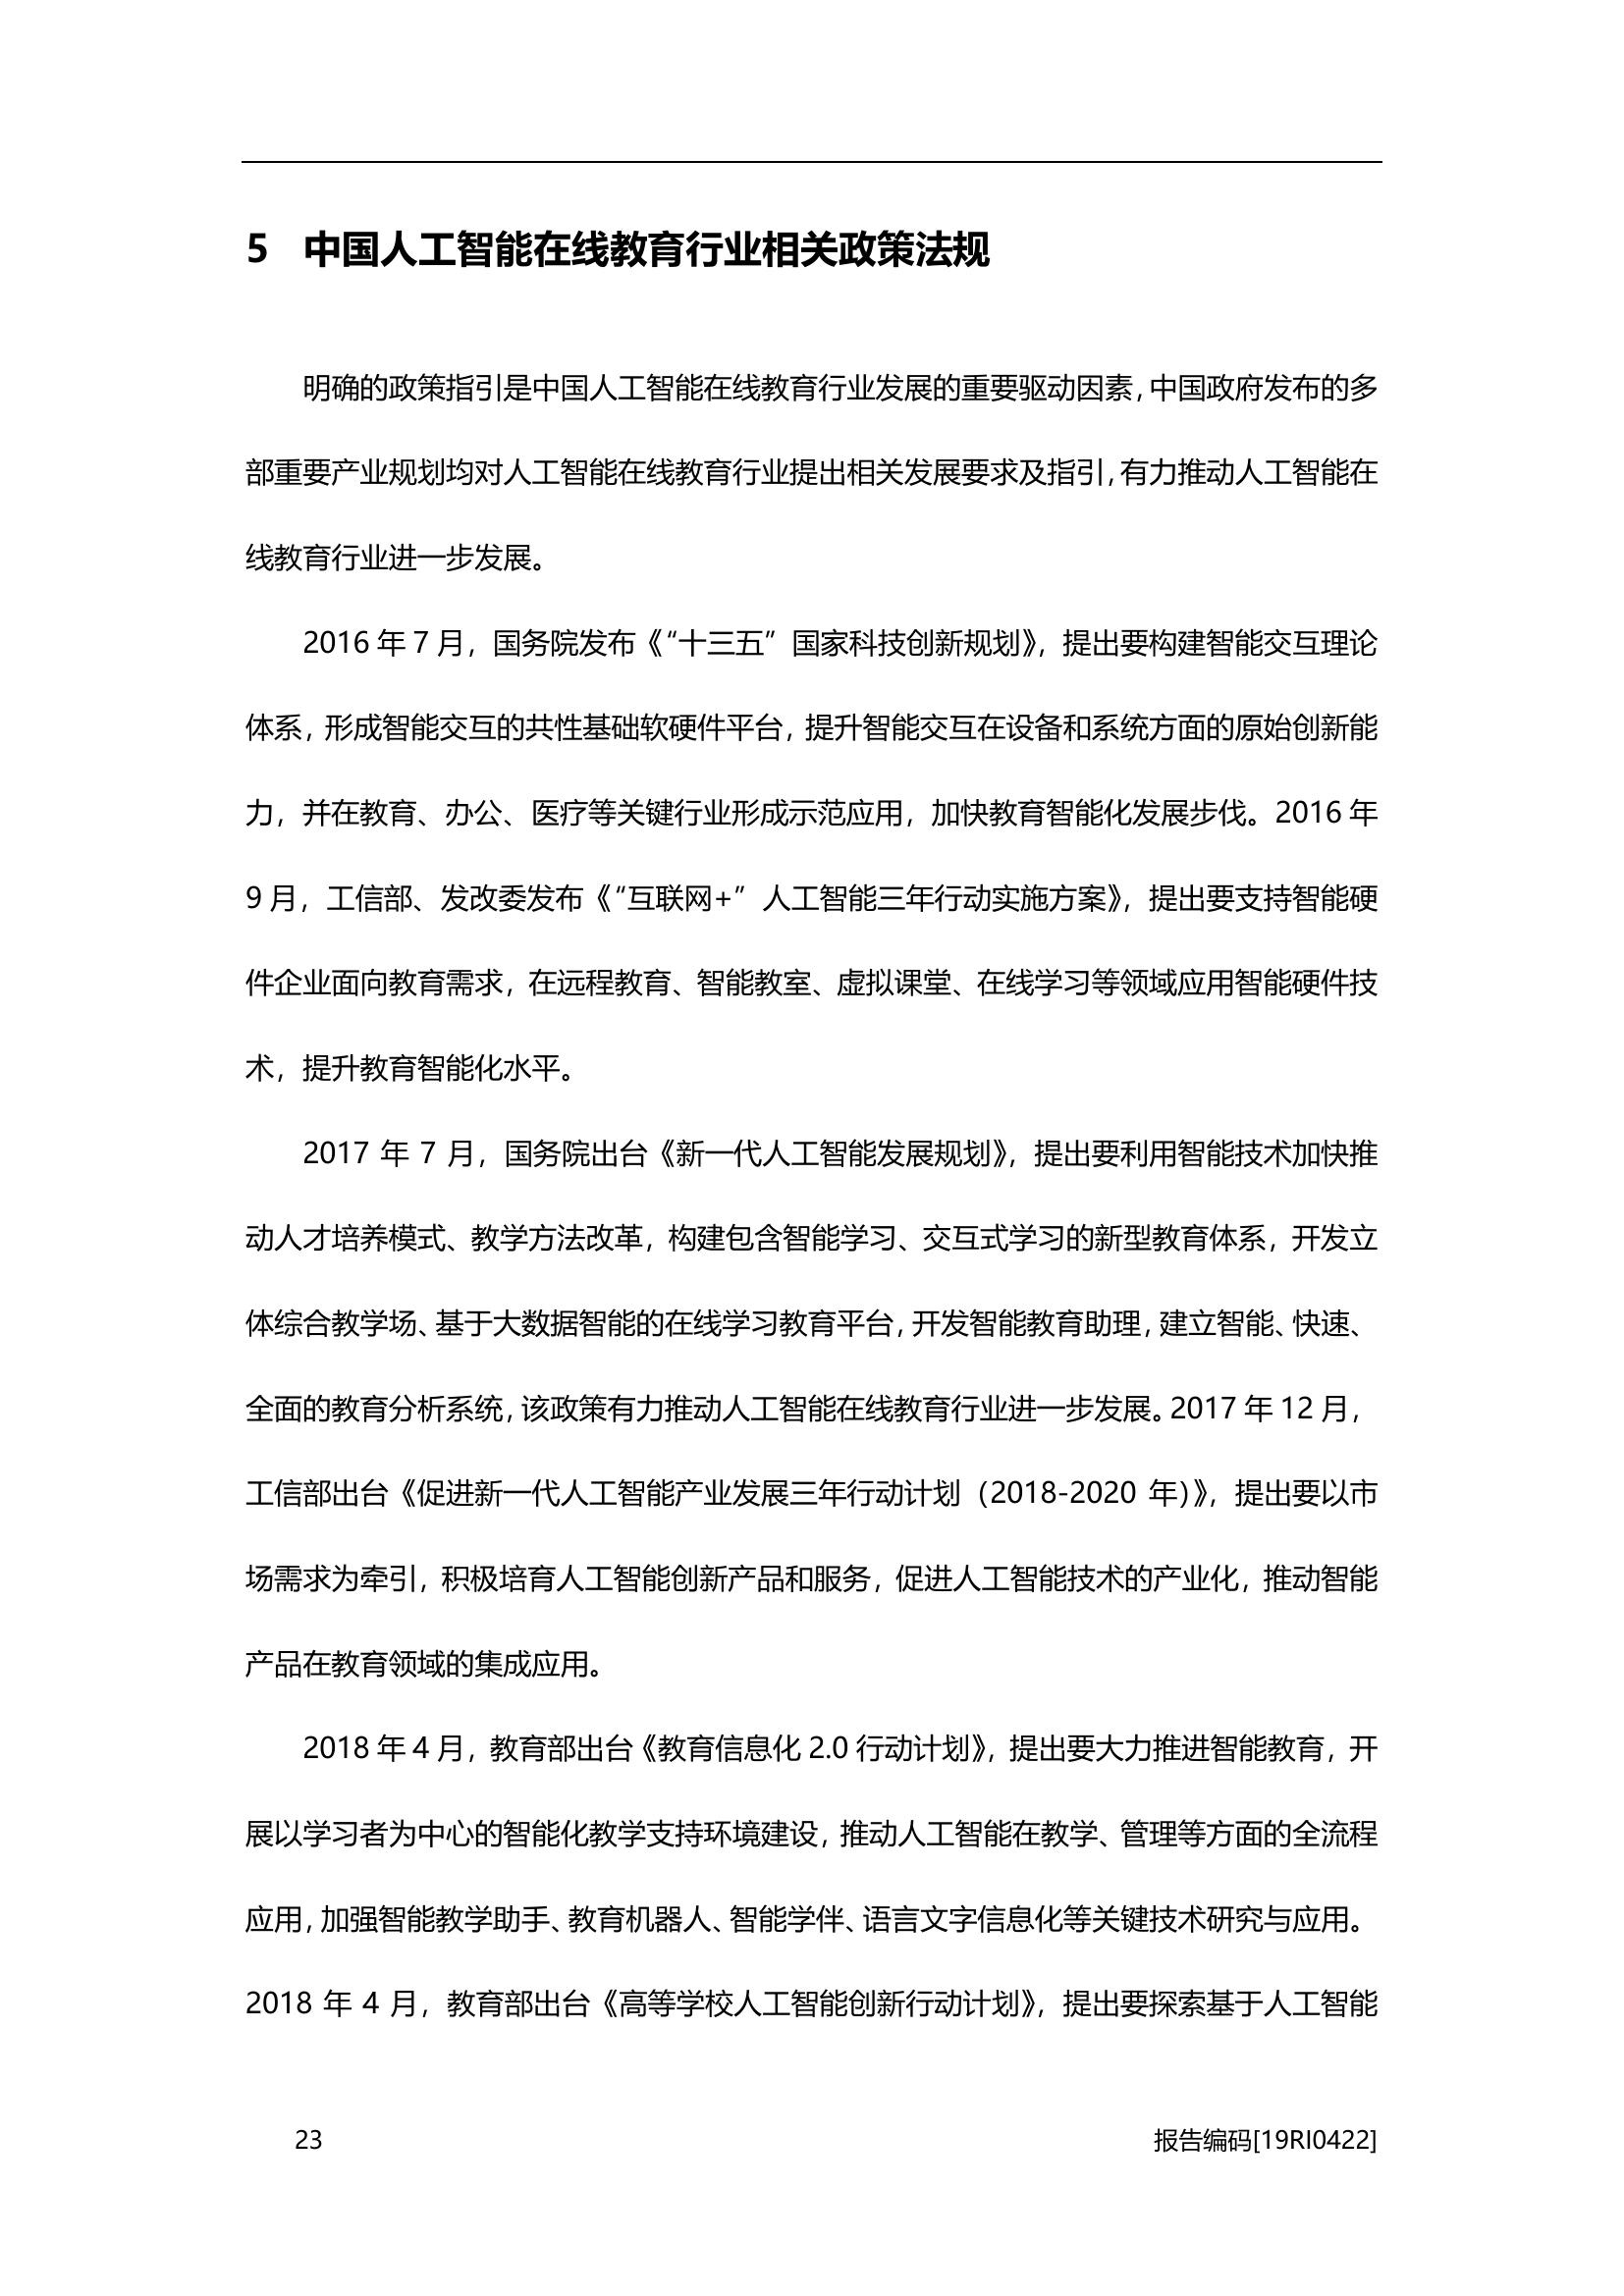 5 中国人工智能在线教育行业相关政策法规
明确的政策指引是中国人工智能在线教育行业发展的重要驱动因素，中国政府发布的多
部重要产业规划均对人工智能在线教育行业提出相关发展要求及指引，有力推动人工智能在
线教育行业进一步发展。
2016 年 7 月，国务院发布《“十三五”国家科技创新规划》，提出要构建智能交互理论
体系，形成智能交互的共性基础软硬件平台，提升智能交互在设备和系统方面的原始创新能
力，并在教育、办公、医疗等关键行业形成示范应用，加快教育智能化发展步伐。2016 年
9 月，工信部、发改委发布《“互联网+”人工智能三年行动实施方案》，提出要支持智能硬
件企业面向教育需求，在远程教育、智能教室、虚拟课堂、在线学习等领域应用智能硬件技
术，提升教育智能化水平。
2017 年 7 月，国务院出台《新一代人工智能发展规划》，提出要利用智能技术加快推
动人才培养模式、教学方法改革，构建包含智能学习、交互式学习的新型教育体系，开发立
体综合教学场、基于大数据智能的在线学习教育平台，开发智能教育助理，建立智能、快速、
全面的教育分析系统，该政策有力推动人工智能在线教育行业进一步发展。2017 年 12 月，
工信部出台《促进新一代人工智能产业发展三年行动计划（2018-2020 年）》，提出要以市
场需求为牵引，积极培育人工智能创新产品和服务，促进人工智能技术的产业化，推动智能
产品在教育领域的集成应用。
2018 年 4 月，教育部出台《教育信息化 2.0 行动计划》，提出要大力推进智能教育，开
展以学习者为中心的智能化教学支持环境建设，推动人工智能在教学、管理等方面的全流程
应用，加强智能教学助手、教育机器人、智能学伴、语言文字信息化等关键技术研究与应用。
2018 年 4 月，教育部出台《高等学校人工智能创新行动计划》，提出要探索基于人工智能
23 报告编码[19RI0422]